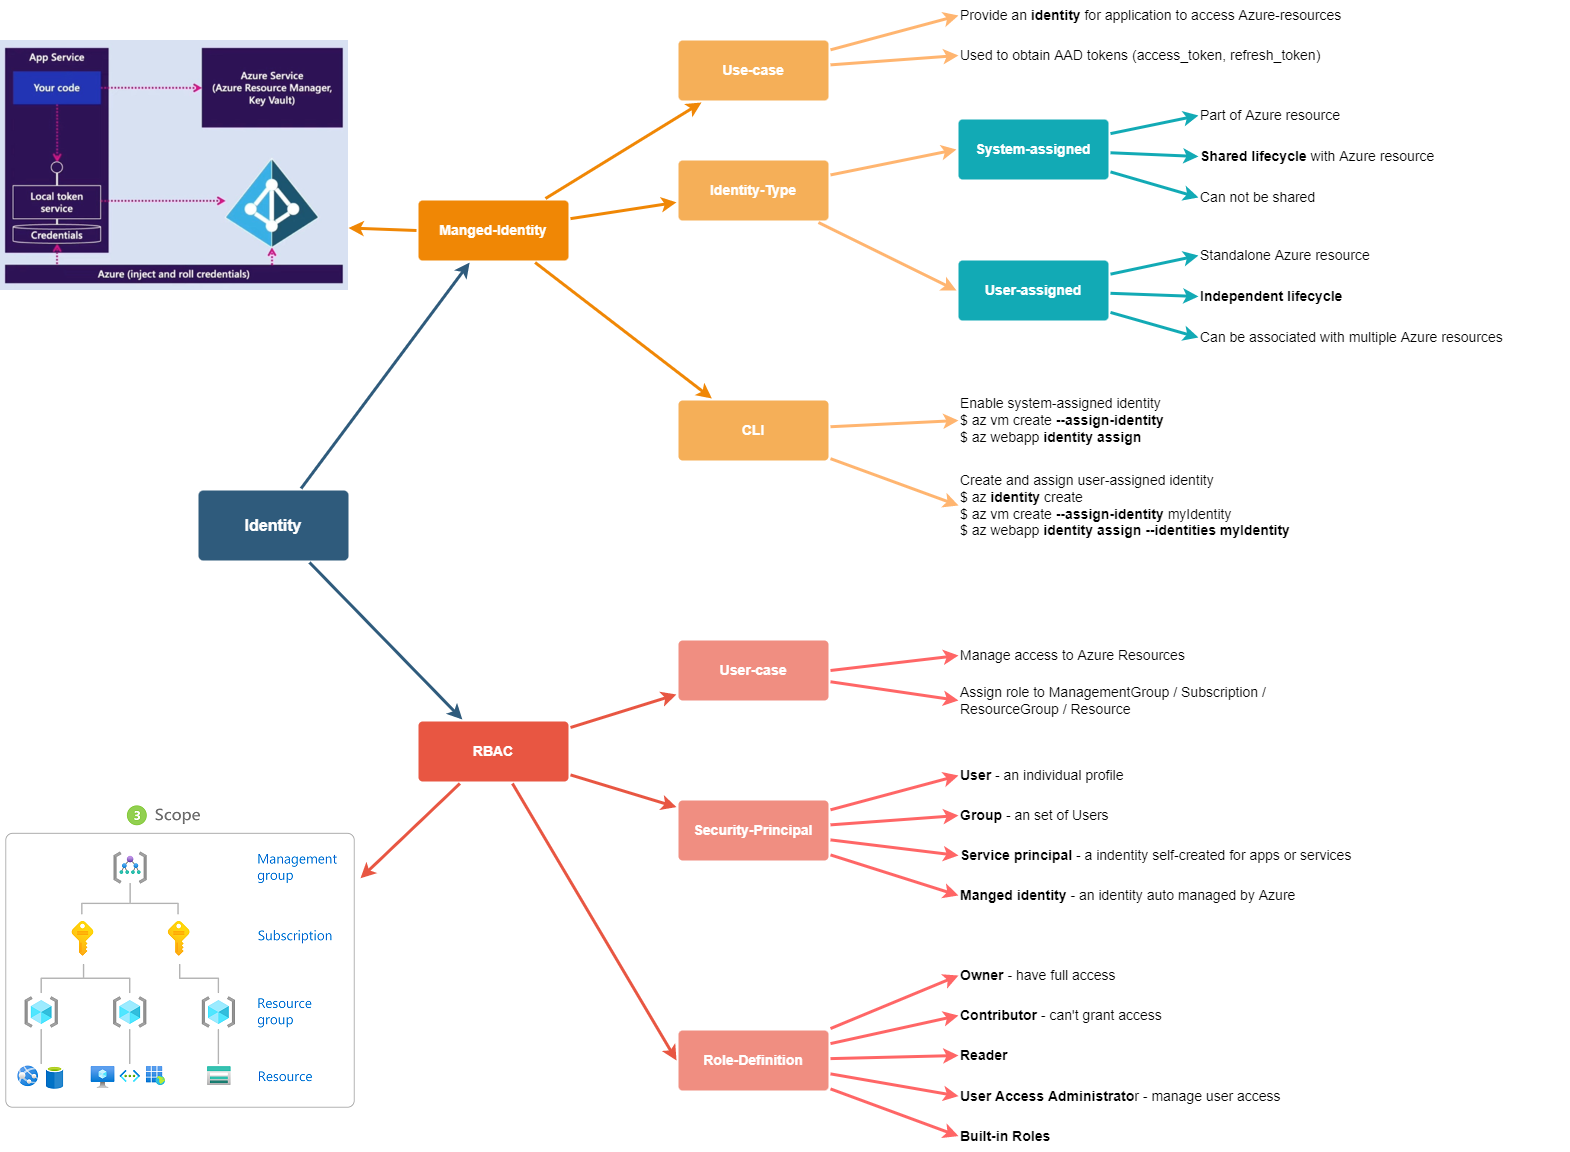 Provide an identity for application to access Azure-resources
Used to obtain AAD tokens (access_token, refresh_token)
Use-case
App Service
Your code
Azure Service
(Azure Resource Manager,
Key Vault)
Local token
service
Credentials
Azure (inject and roll credentials)
Manged-Identity
Identity-Type
System-assigned
Part of Azure resource
Shared lifecycle with Azure resource
Can not be shared
User-assigned
Standalone Azure resource
Independent lifecycle
Can be associated with multiple Azure resources
CLI
Enable system-assigned identity
$ az vm create --assign-identity
$ az webapp identity assign
Create and assign user-assigned identity
$ az identity create
$ az vm create --assign-identity myIdentity
$ az webapp identity assign --identities myIdentity
Identity
RBAC
User-case
Manage access to Azure Resources
Assign role to ManagementGroup / Subscription /
ResourceGroup / Resource
Security-Principal
User - an individual profile
Group - an set of Users
Service principal - a indentity self-created for apps or services
Manged identity - an identity auto managed by Azure
Role-Definition
Owner - have full access
Contributor - can't grant access
Reader
User Access Administrator - manage user access
Built-in Roles
3 Scope
Management
group
Subscription
Resource
group
Resource